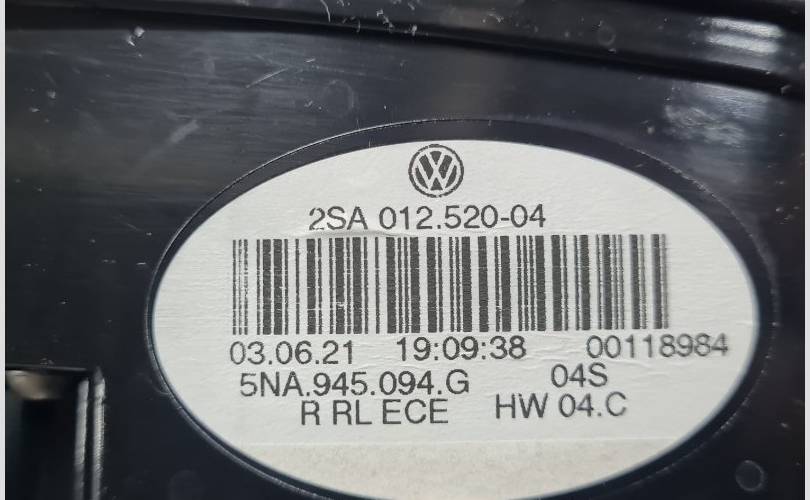 2SA 012.520-04
03.06.21 19:09:38 00118984
5NA.945.094.G 04S
R RL ECE HW 04.C